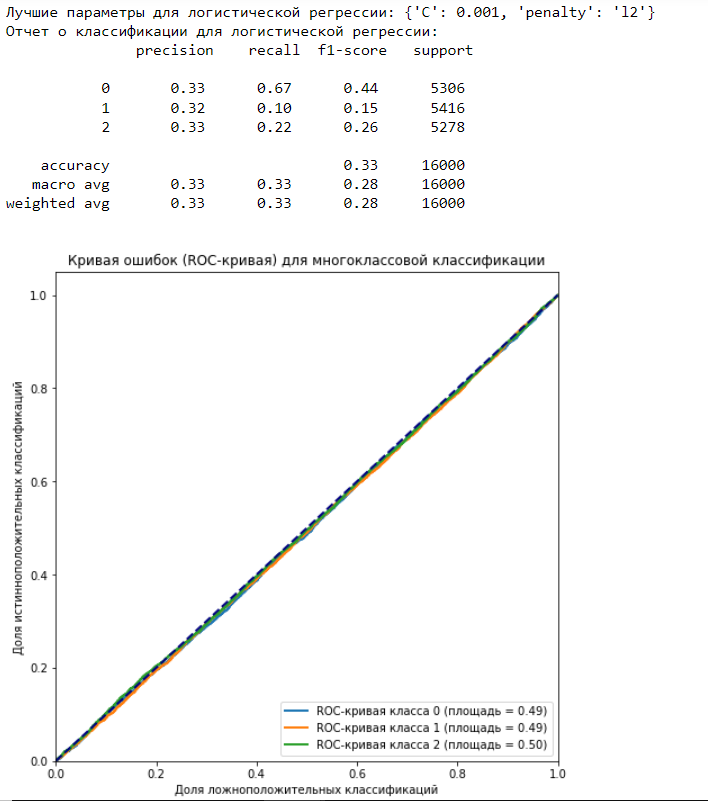 Лучшие параметры для логистической регрессии: {'C': 0.001, 'penalty': 'l2'}
Отчет о классификации для логистической регрессии:
precision recall f1-score support
0 0.33 0.67 0.44 5306
1 0.32 0.10 0.15 5416
2 0.33 0.22 0.26 5278
accuracy 0.33 16000
macro avg 0.33 0.33 0.28 16000
weighted avg 0.33 0.33 0.28 16000
Кривая ошибок (ROC-кривая) для многоклассовой классификации
1.0
0.8
0.6
0.4
0.2
0.0
Доля истинноположительных классификаций
ROC-кривая класса 0 (площадь = 0.49)
ROC-кривая класса 1 (площадь = 0.49)
ROC-кривая класса 2 (площадь = 0.50)
0.0 0.2 0.4 0.6 0.8 1.0
Доля ложноположительных классификаций